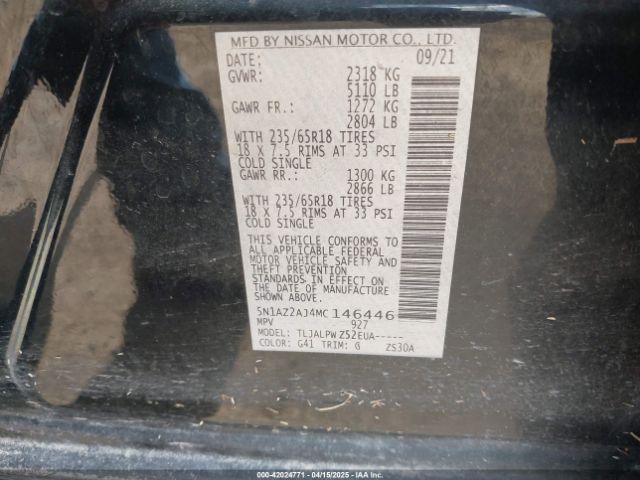 MFD BY NISSAN MOTOR CO., LTD.
DATE: 09/21
GVWR: 2318 KG
5110 LB
GAWR FR.: 1272 KG
2804 LB
WITH 235/65R18 TIRES
18 X 7.5 RIMS AT 33 PSI
COLD SINGLE
GAWR RR.: 1300 KG
2866 LB
WITH 235/65R18 TIRES
18 X 7.5 RIMS AT 33 PSI
COLD SINGLE
THIS VEHICLE CONFORMS TO
ALL APPLICABLE FEDERAL
MOTOR VEHICLE SAFETY AND
THEFT PREVENTION
STANDARDS IN EFFECT ON
THE DATE OF MANUFACTURE
SHOWN ABOVE.
5N1AZ2AJ4MC146446
MPV 927
MODEL: TLJALPWZ52EUA-----
COLOR: G41 TRIM: G ZS30A
000-42024771 - 04/15/2025 - IAA Inc.